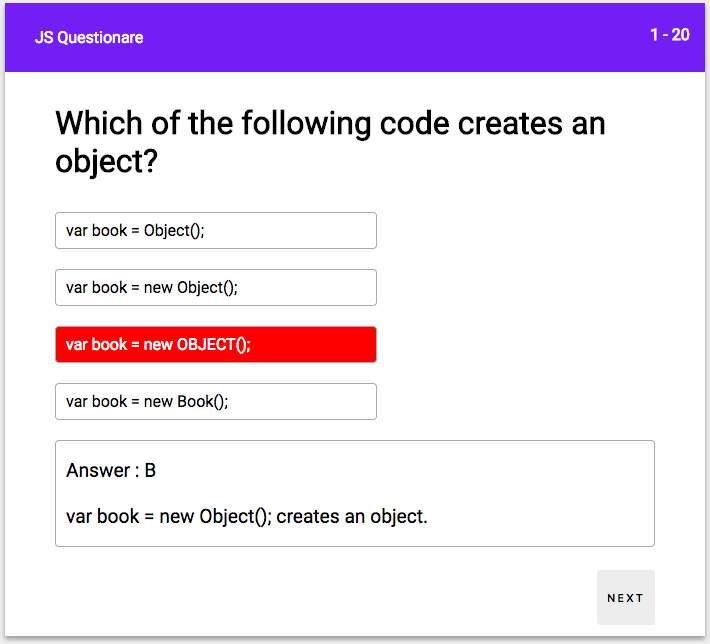 JS Questionare
1 - 20
Which of the following code creates an
object?
var book = Object();
var book = new Object();
var book = new OBJECT();
var book = new Book();
Answer : B
var book = new Object(); creates an object.
NEXT